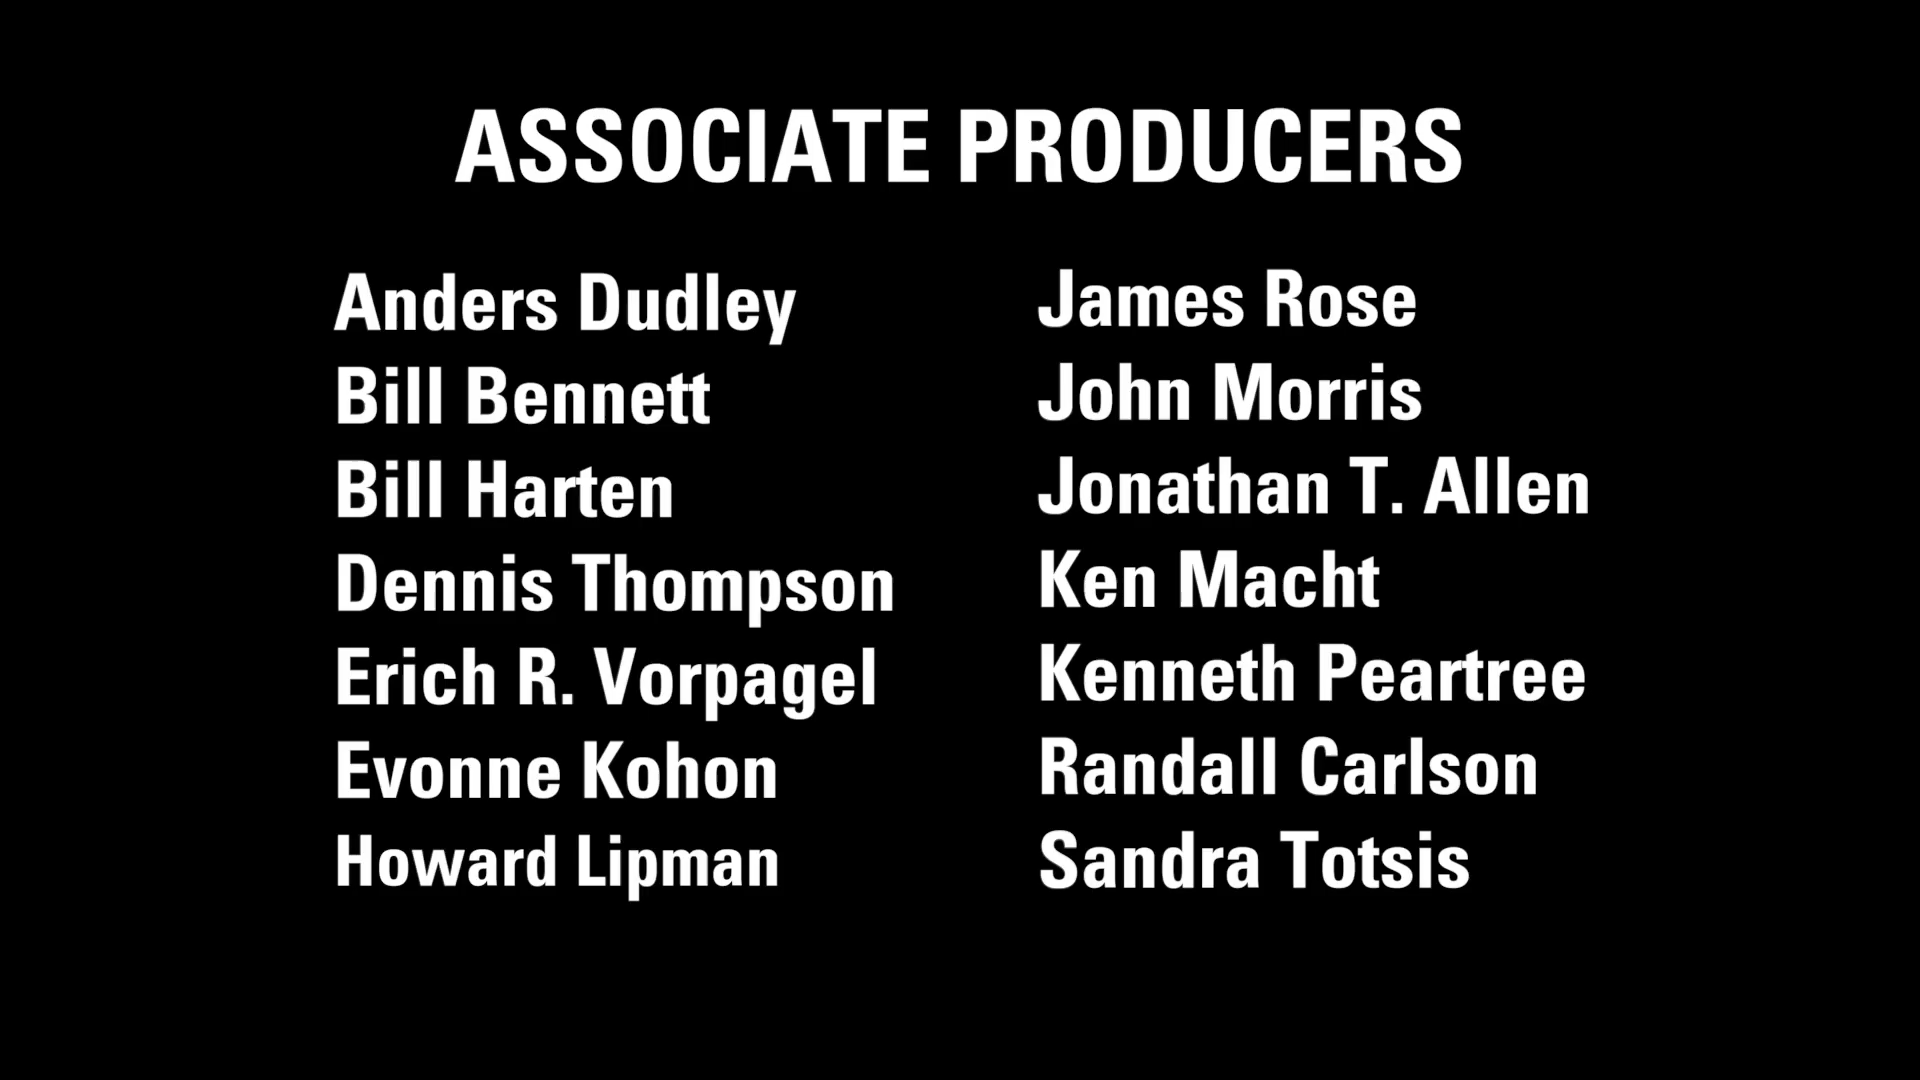 ASSOCIATE PRODUCERS
Anders Dudley
Bill Bennett
Bill Harten
Dennis Thompson
Erich R. Vorpagel
Evonne Kohon
Howard Lipman
James Rose
John Morris
Jonathan T. Allen
Ken Macht
Kenneth Peartree
Randall Carlson
Sandra Totsis